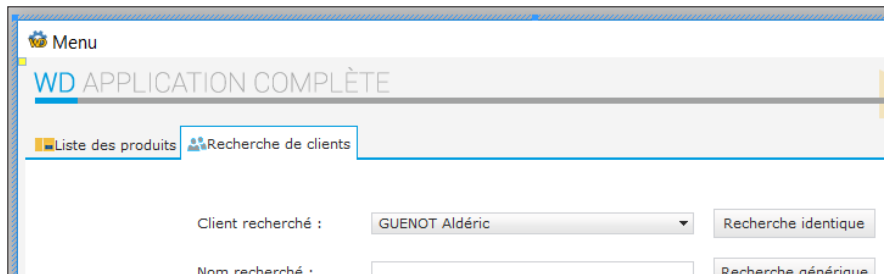 Menu
WD APPLICATION COMPLÈTE
Liste des produits Recherche de clients
Client recherché : GUENOT Aldéric Recherche identique
Nom recherché : Recherche générique